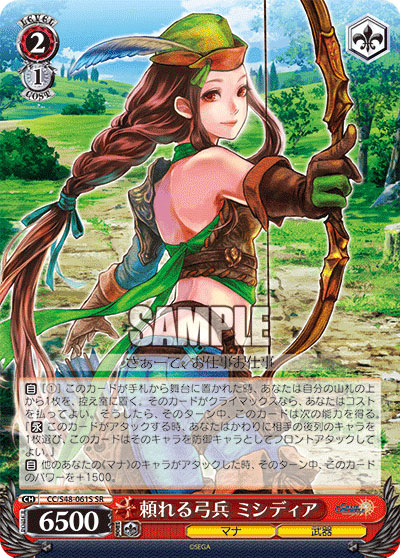 LEVEL
2
1
COST
SAMPLE
さぁーて、お仕事お仕事
自［①］このカードが手札から舞台に置かれた時、あなたは自分の山札の上
から1枚を、控え室に置く。そのカードがクライマックスなら、あなたはコスト
を払ってよい。そうしたら、そのターン中、このカードは次の能力を得る。
『永 このカードがアタックする時、あなたはかわりに相手の後列のキャラを
1枚選び、このカードはそのキャラを防御キャラとしてフロントアタックして
よい。』
自 他のあなたの《マナ》のキャラがアタックした時、そのターン中、このカード
のパワーを＋1500。
CH
CC/S48-061S SR
6500
頼れる弓兵 ミシディア
マナ
武器
©SEGA